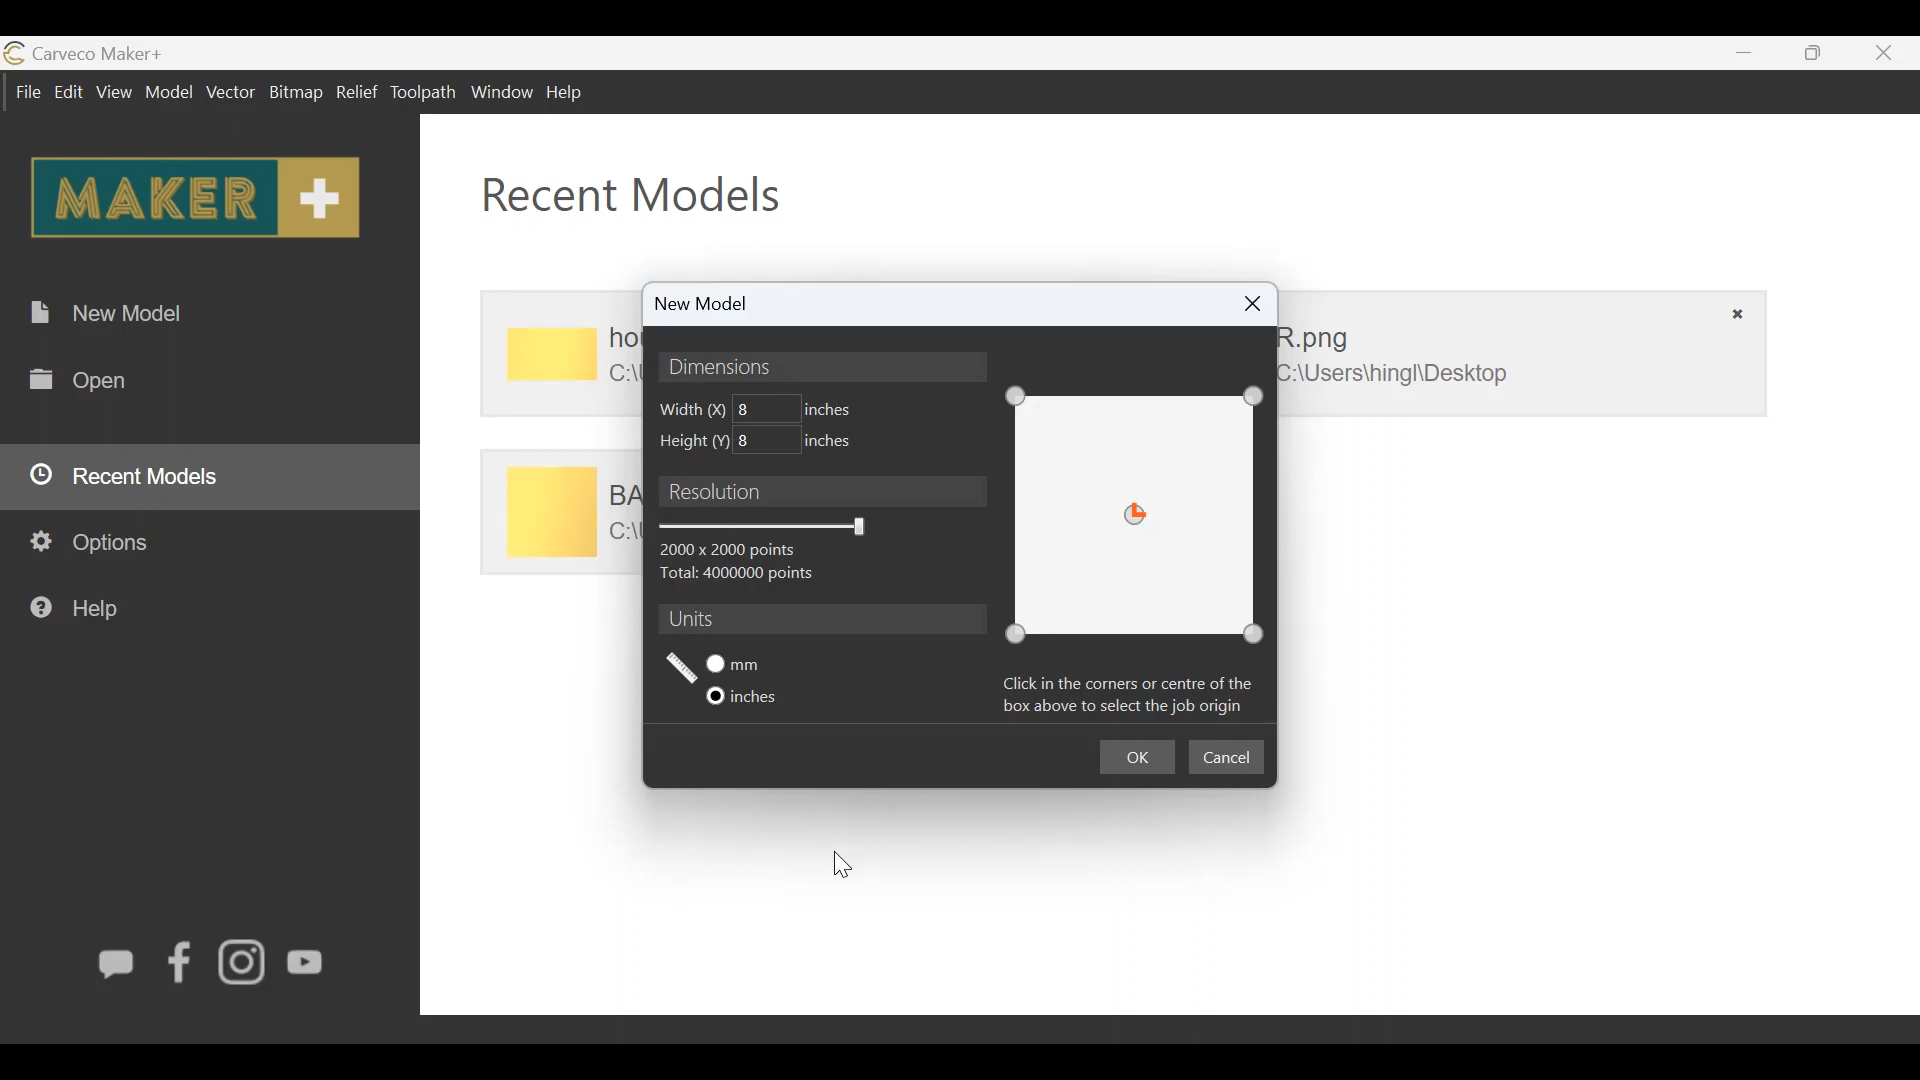 Carveco Maker+
File Edit View Model Vector Bitmap Relief Toolpath Window Help
MAKER +
New Model
Open
Recent Models
Options
Help
Recent Models
hou
C:\U
R.png
C:\Users\hingl\Desktop
BA
C:\U
New Model
Dimensions
Width (X) 8 inches
Height (Y) 8 inches
Resolution
2000 x 2000 points
Total: 4000000 points
Units
mm
inches
Click in the corners or centre of the
box above to select the job origin
OK Cancel